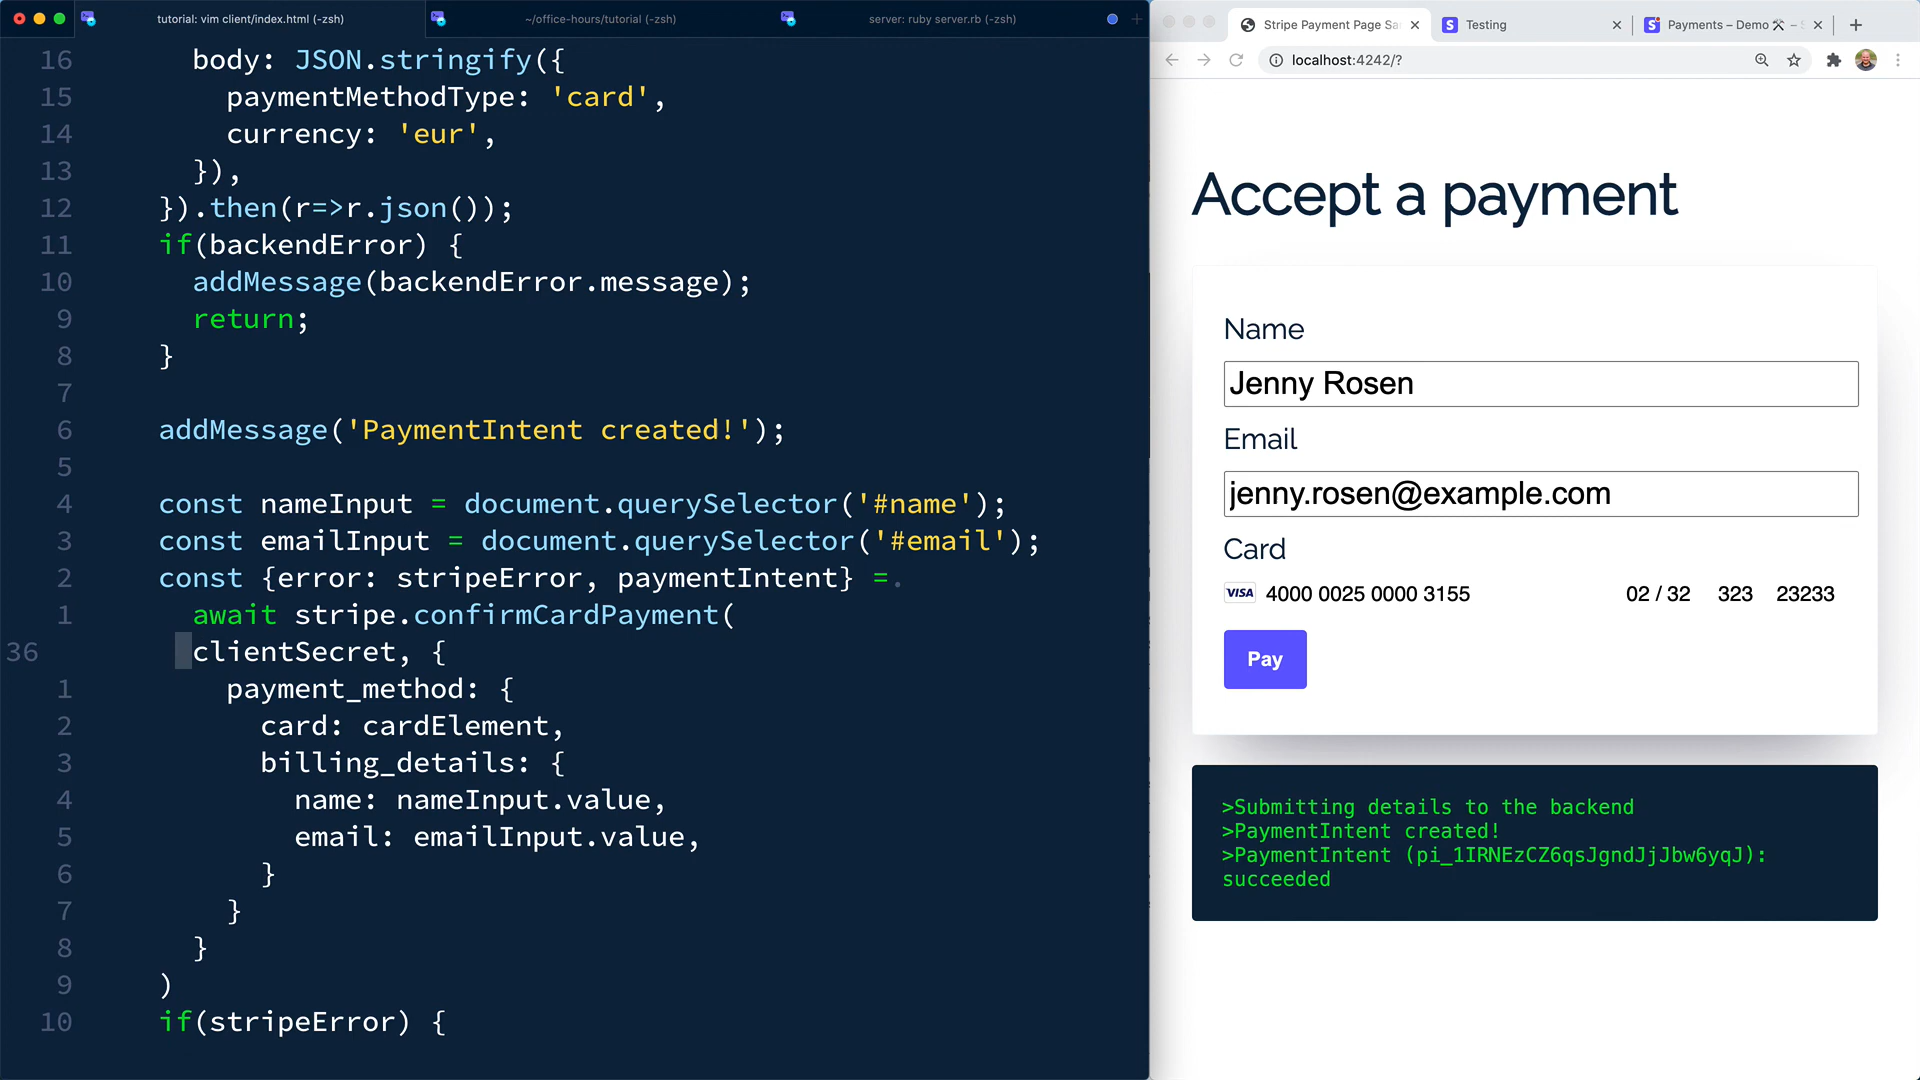 tutorial: vim client/index.html (-zsh)
~/office-hours/tutorial (-zsh)
server: ruby server.rb (-zsh)
16 body: JSON.stringify({
15 paymentMethodType: 'card',
14 currency: 'eur',
13 }),
12 }).then(r=>r.json());
11 if(backendError) {
10 addMessage(backendError.message);
9 return;
8 }
7
6 addMessage('PaymentIntent created!');
5
4 const nameInput = document.querySelector('#name');
3 const emailInput = document.querySelector('#email');
2 const {error: stripeError, paymentIntent} =.
1 await stripe.confirmCardPayment(
36 clientSecret, {
1 payment_method: {
2 card: cardElement,
3 billing_details: {
4 name: nameInput.value,
5 email: emailInput.value,
6 }
7 }
8 }
9 )
10 if(stripeError) {
Stripe Payment Page Sa
Testing
Payments – Demo
localhost:4242/?
Accept a payment
Name
Jenny Rosen
Email
jenny.rosen@example.com
Card
VISA 4000 0025 0000 3155 02 / 32 323 23233
Pay
>Submitting details to the backend
>PaymentIntent created!
>PaymentIntent (pi_1IRNEzCZ6qsJgndJjJbw6yqJ):
succeeded